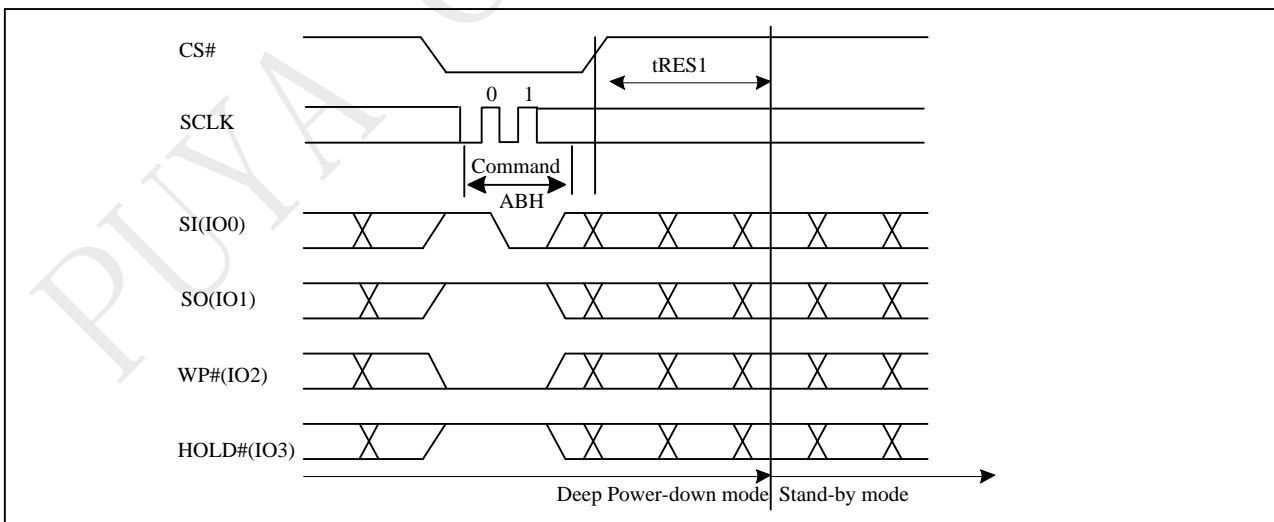 CS#
tRES1
0 1
SCLK
Command
ABH
SI(IO0)
SO(IO1)
WP#(IO2)
HOLD#(IO3)
Deep Power-down mode Stand-by mode
PUYA